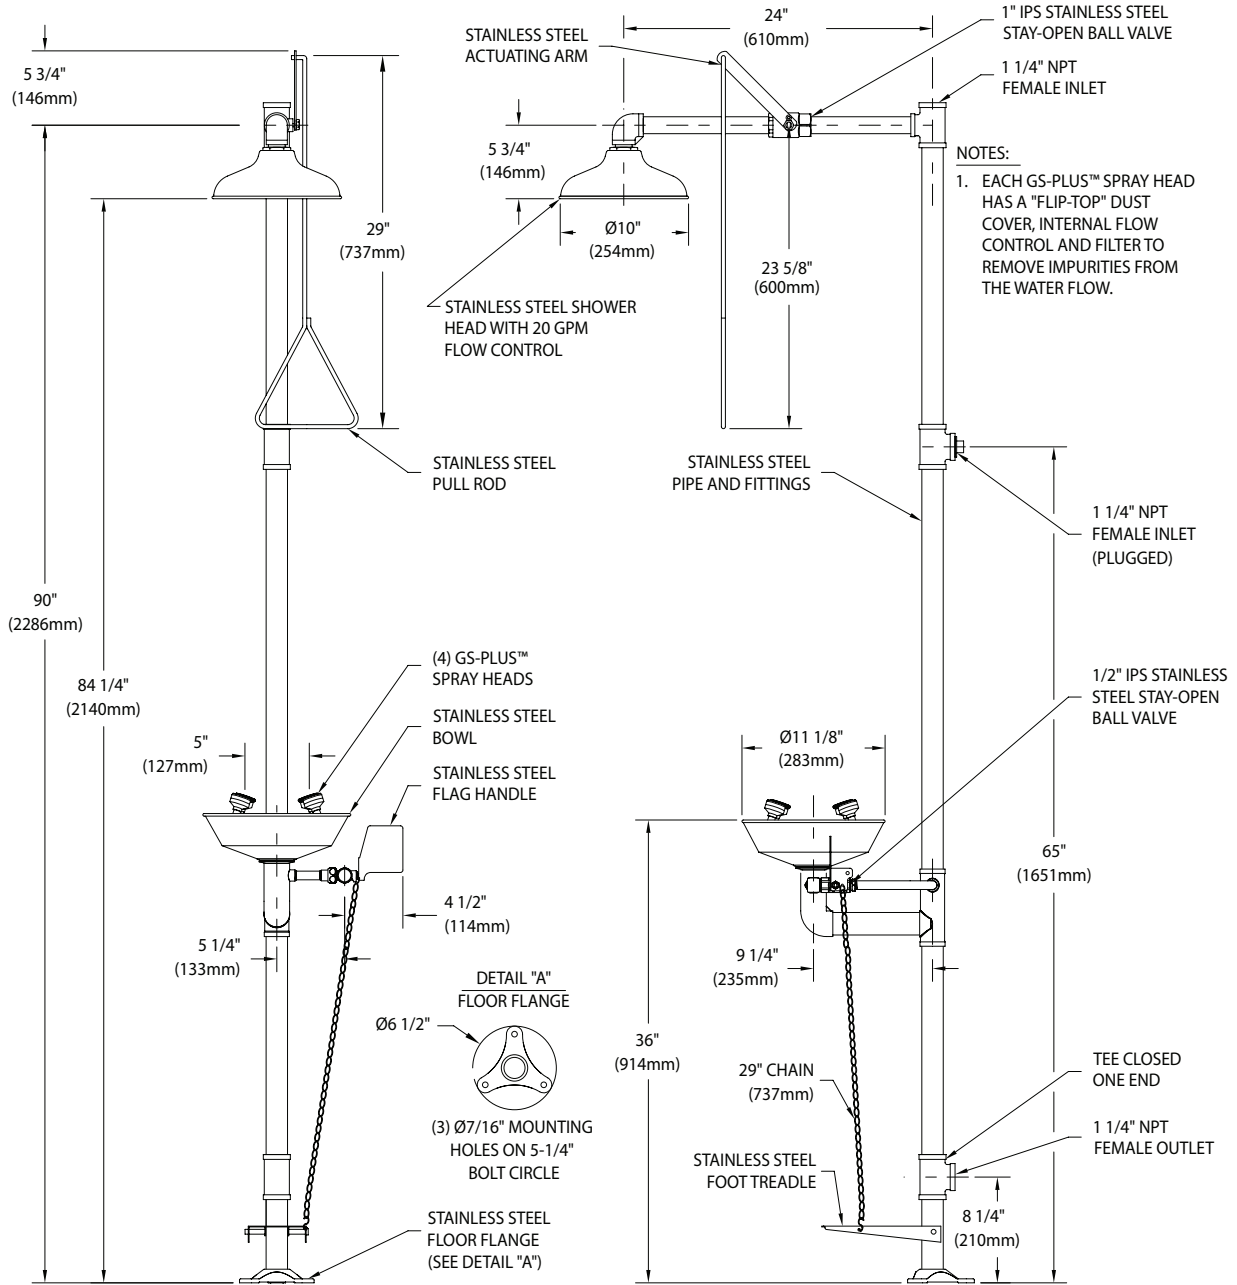 24"
(610mm)
1" IPS STAINLESS STEEL
STAY-OPEN BALL VALVE
STAINLESS STEEL
ACTUATING ARM
1 1/4" NPT
FEMALE INLET
5 3/4"
(146mm)
5 3/4"
(146mm)
NOTES:
1. EACH GS-PLUS™ SPRAY HEAD
HAS A "FLIP-TOP" DUST
COVER, INTERNAL FLOW
CONTROL AND FILTER TO
REMOVE IMPURITIES FROM
THE WATER FLOW.
29"
(737mm)
Ø10"
(254mm)
23 5/8"
(600mm)
STAINLESS STEEL SHOWER
HEAD WITH 20 GPM
FLOW CONTROL
STAINLESS STEEL
PULL ROD
STAINLESS STEEL
PIPE AND FITTINGS
1 1/4" NPT
FEMALE INLET
(PLUGGED)
90"
(2286mm)
84 1/4"
(2140mm)
(4) GS-PLUS™
SPRAY HEADS
1/2" IPS STAINLESS
STEEL STAY-OPEN
BALL VALVE
STAINLESS STEEL
BOWL
5"
(127mm)
Ø11 1/8"
(283mm)
STAINLESS STEEL
FLAG HANDLE
65"
(1651mm)
4 1/2"
(114mm)
5 1/4"
(133mm)
9 1/4"
(235mm)
DETAIL "A"
FLOOR FLANGE
Ø6 1/2"
36"
(914mm)
29" CHAIN
(737mm)
TEE CLOSED
ONE END
(3) Ø7/16" MOUNTING
HOLES ON 5-1/4"
BOLT CIRCLE
1 1/4" NPT
FEMALE OUTLET
STAINLESS STEEL
FOOT TREADLE
8 1/4"
(210mm)
STAINLESS STEEL
FLOOR FLANGE
(SEE DETAIL "A")